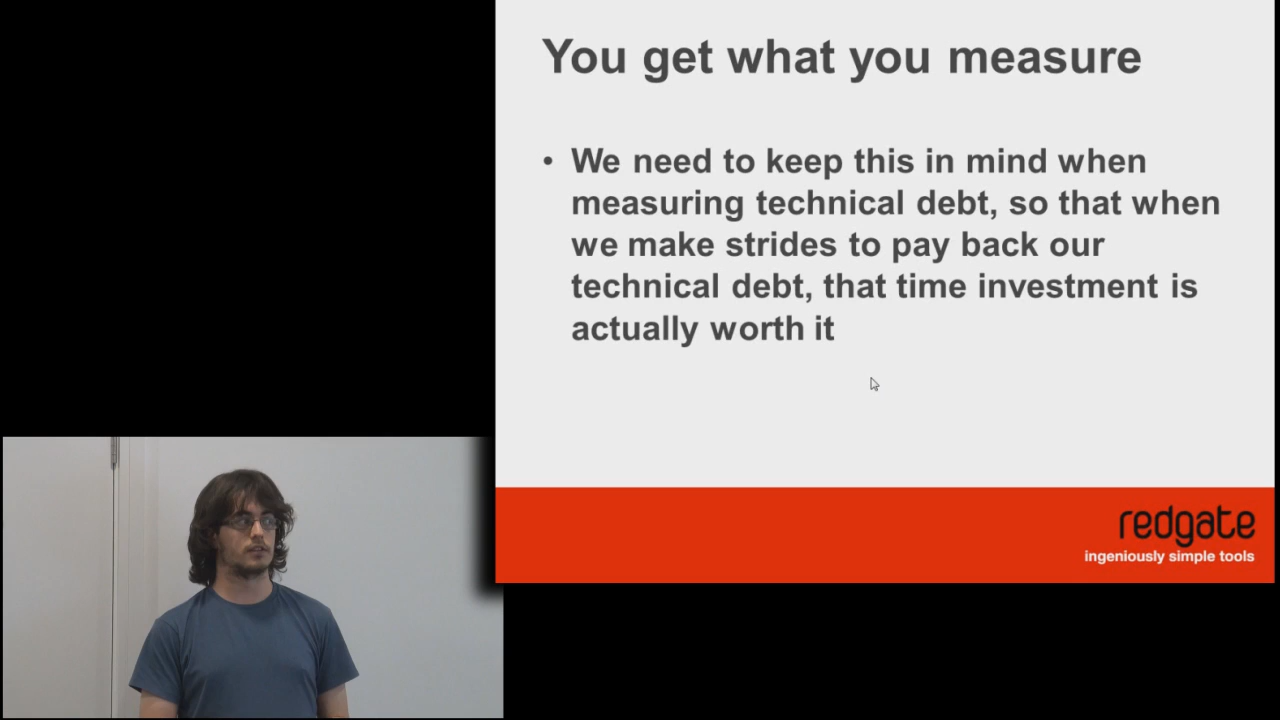 You get what you measure
• We need to keep this in mind when
measuring technical debt, so that when
we make strides to pay back our
technical debt, that time investment is
actually worth it
redgate
ingeniously simple tools